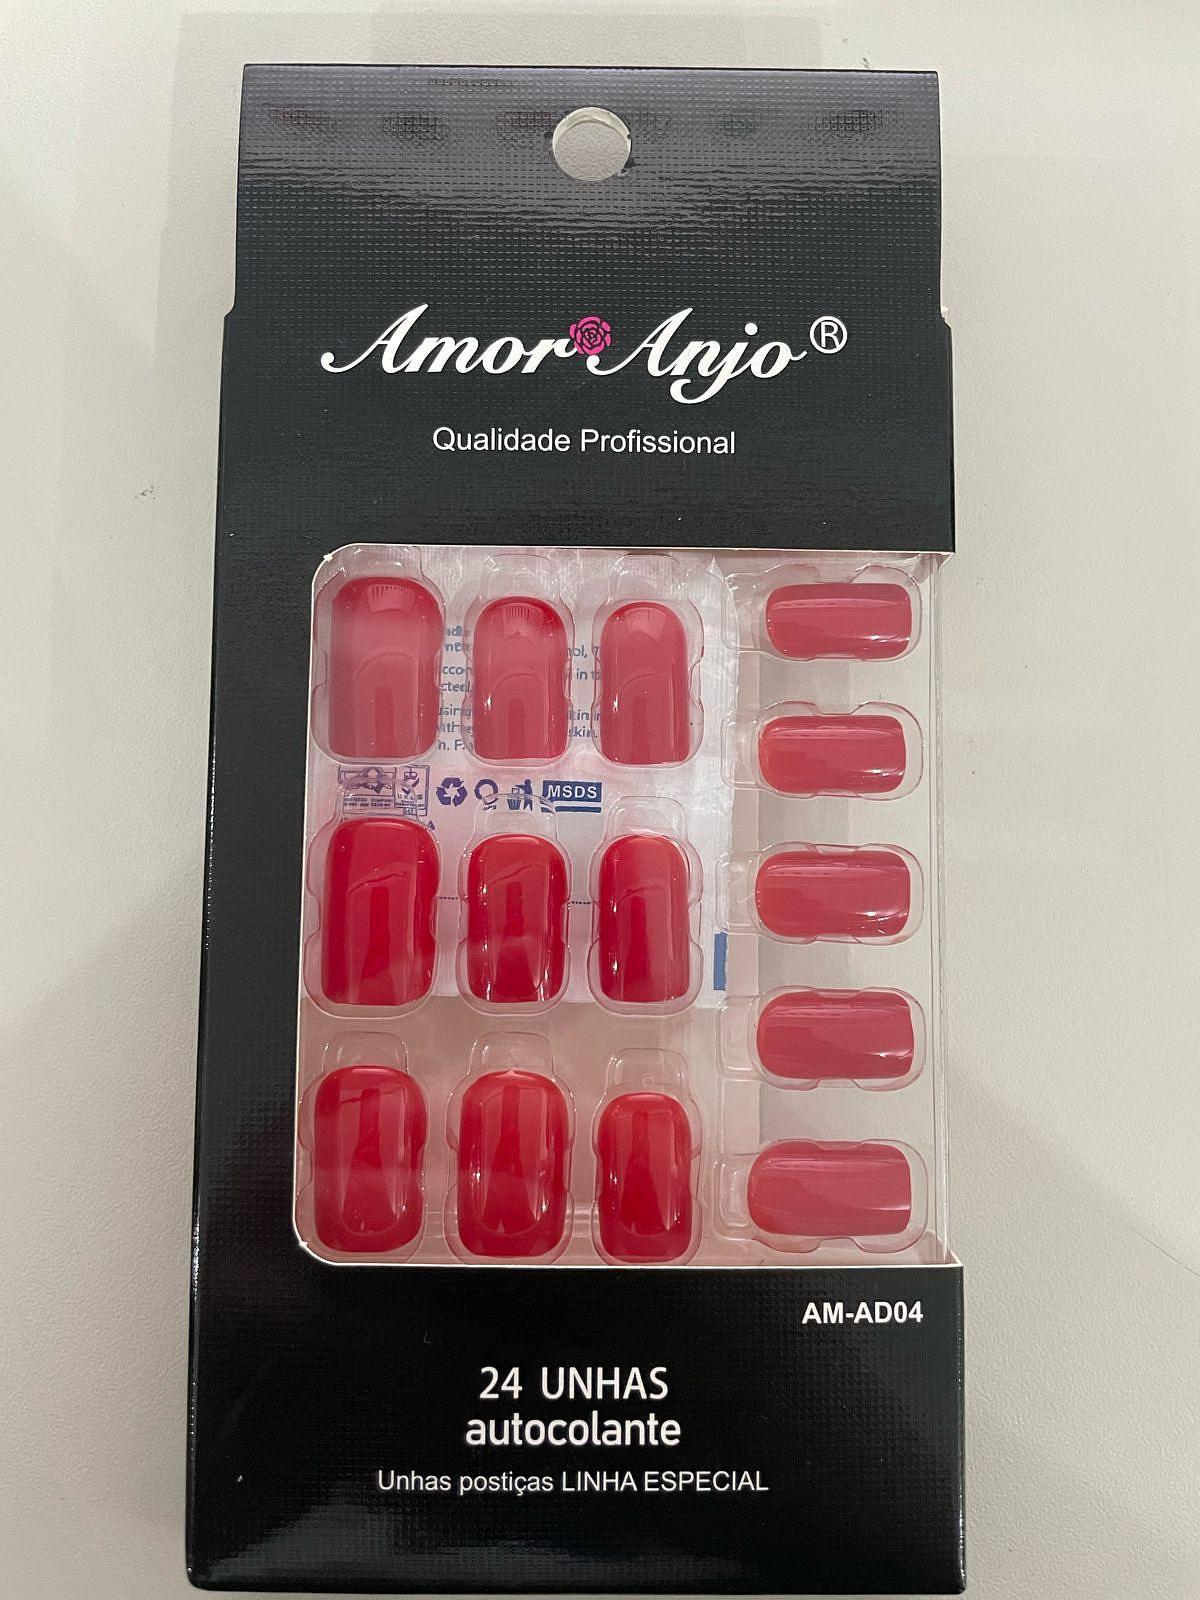 Amor Anjo®
Qualidade Profissional
MSDS
AM-AD04
24 UNHAS
autocolante
Unhas postiças LINHA ESPECIAL